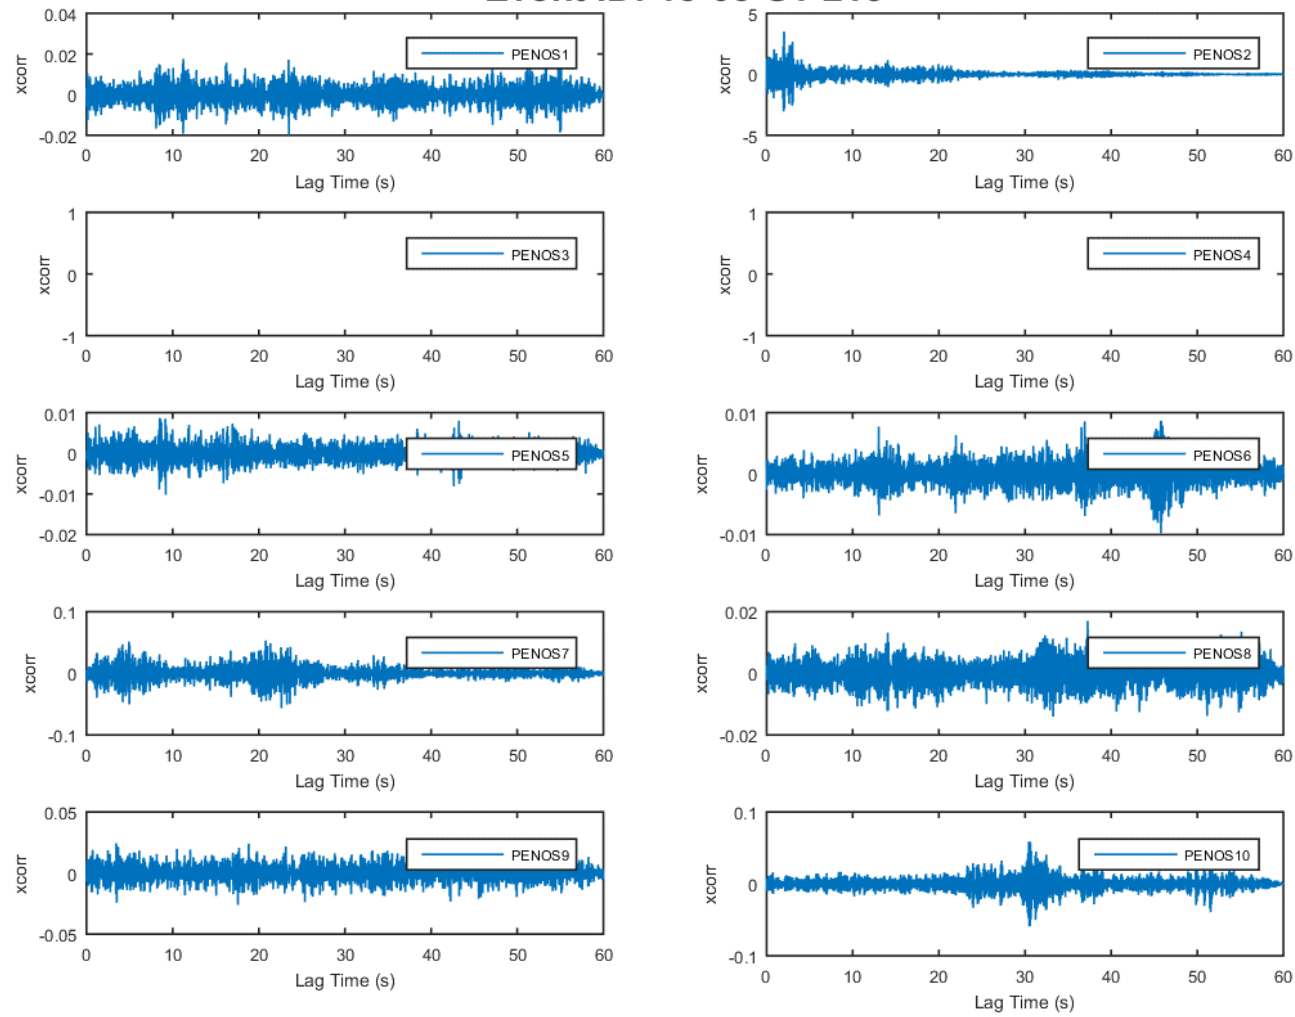 5
0.04
PENOS1
PENOS2
0.02
xcorr
xcorr
0
0
-0.02
-5
0 10 20 30 40 50 60
0 10 20 30 40 50 60
Lag Time (s)
Lag Time (s)
1
1
PENOS3
PENOS4
xcorr
xcorr
0
0
-1
-1
0 10 20 30 40 50 60
0 10 20 30 40 50 60
Lag Time (s)
Lag Time (s)
0.01
0.01
PENOS5
PENOS6
xcorr
xcorr
0
0
-0.01
-0.02
-0.01
0 10 20 30 40 50 60
0 10 20 30 40 50 60
Lag Time (s)
Lag Time (s)
0.1
0.02
PENOS7
PENOS8
xcorr
xcorr
0
0
-0.1
-0.02
0 10 20 30 40 50 60
0 10 20 30 40 50 60
Lag Time (s)
Lag Time (s)
0.05
0.1
PENOS9
PENOS10
xcorr
xcorr
0
0
-0.05
-0.1
0 10 20 30 40 50 60
0 10 20 30 40 50 60
Lag Time (s)
Lag Time (s)